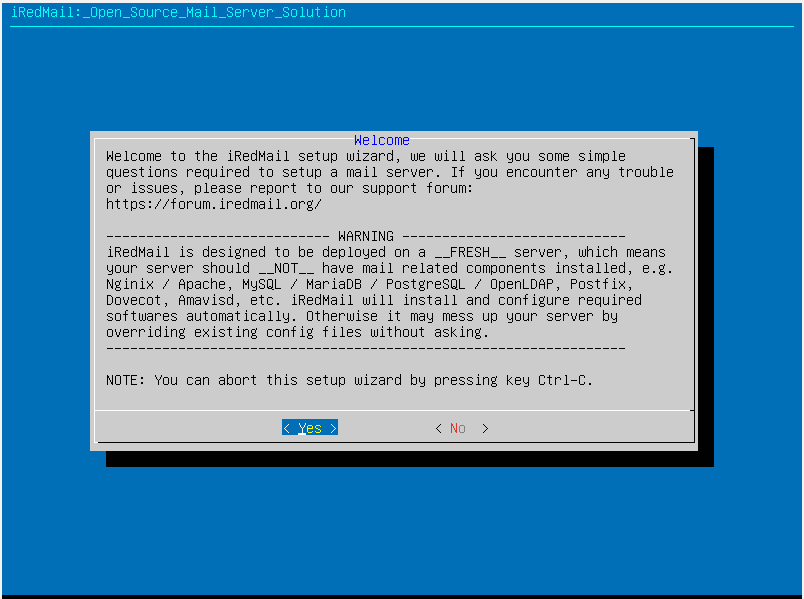 iRedMail:_Open_Source_Mail_Server_Solution
Welcome
Welcome to the iRedMail setup wizard, we will ask you some simple
questions required to setup a mail server. If you encounter any trouble
or issues, please report to our support forum:
https://forum.iredmail.org/
---------------------------- WARNING ----------------------------
iRedMail is designed to be deployed on a __FRESH__ server, which means
your server should __NOT__ have mail related components installed, e.g.
Nginix / Apache, MySQL / MariaDB / PostgreSQL / OpenLDAP, Postfix,
Dovecot, Amavisd, etc. iRedMail will install and configure required
softwares automatically. Otherwise it may mess up your server by
overriding existing config files without asking.
-----------------------------------------------------------------
NOTE: You can abort this setup wizard by pressing key Ctrl-C.
< Yes > < No >